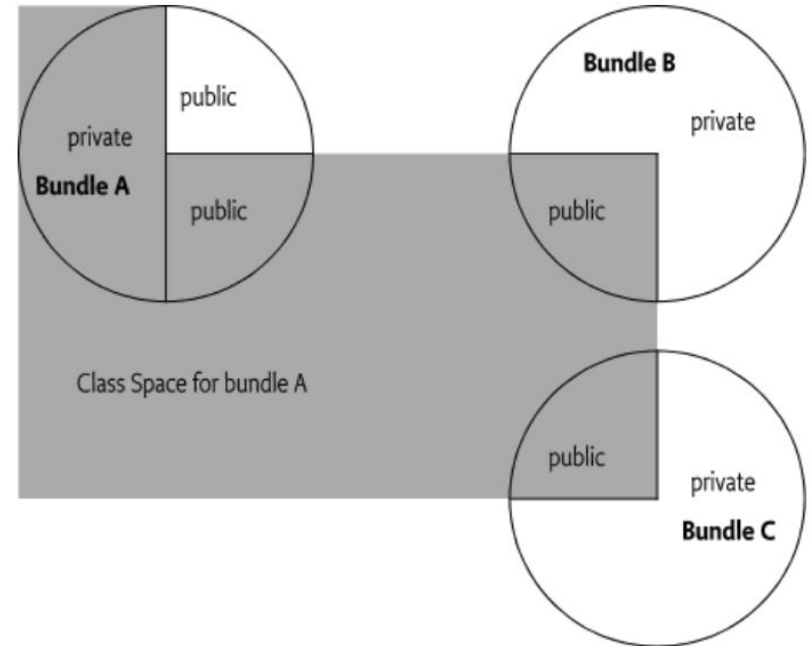 public
private
Bundle A
public
Bundle B
private
public
Class Space for bundle A
public
private
Bundle C